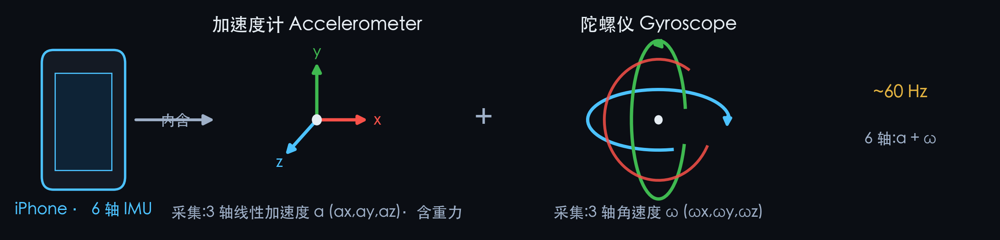 加速度计 Accelerometer
陀螺仪 Gyroscope
y
~60 Hz
内含
x
+
6 轴:a + ω
z
iPhone · 6 轴 IMU
采集:3 轴线性加速度 a (ax,ay,az)· 含重力
采集:3 轴角速度 ω (ωx,ωy,ωz)